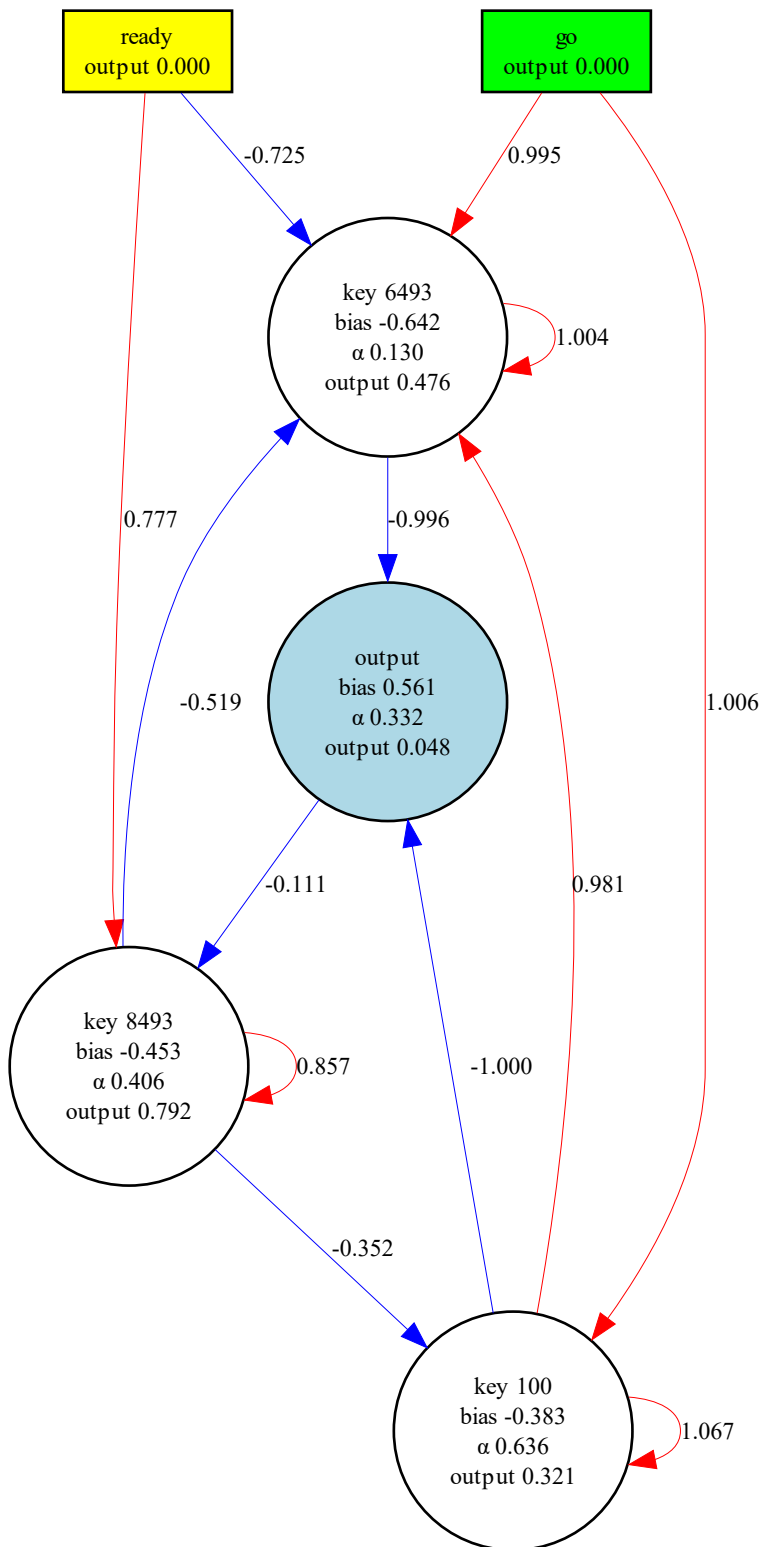 ready
output 0.000
go
output 0.000
-0.725
0.995
key 6493
bias -0.642
α 0.130
output 0.476
1.004
0.777
-0.996
-0.519
output
bias 0.561
α 0.332
output 0.048
1.006
-0.111
0.981
key 8493
bias -0.453
α 0.406
output 0.792
0.857
-1.000
-0.352
key 100
bias -0.383
α 0.636
output 0.321
1.067